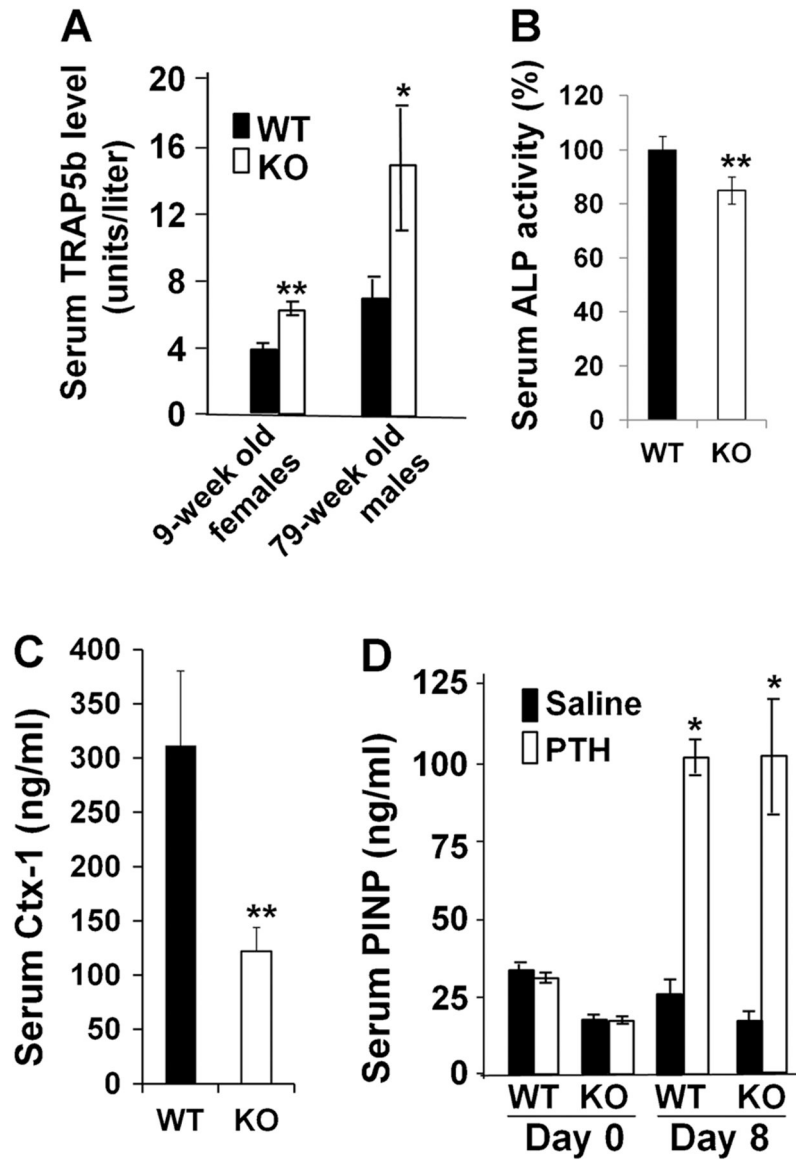 A
Serum TRAP5b level
(units/liter)
20
16
12
8
4
0
WT
KO
*
**
9-week old
females
79-week old
males
B
Serum ALP activity (%)
120
100
80
60
40
20
0
**
WT KO
C
Serum Ctx-1 (ng/ml)
400
350
300
250
200
150
100
50
0
**
WT KO
D
Serum PINP (ng/ml)
125
100
75
50
25
0
Saline
PTH
*
*
WT KO WT KO
Day 0 Day 8